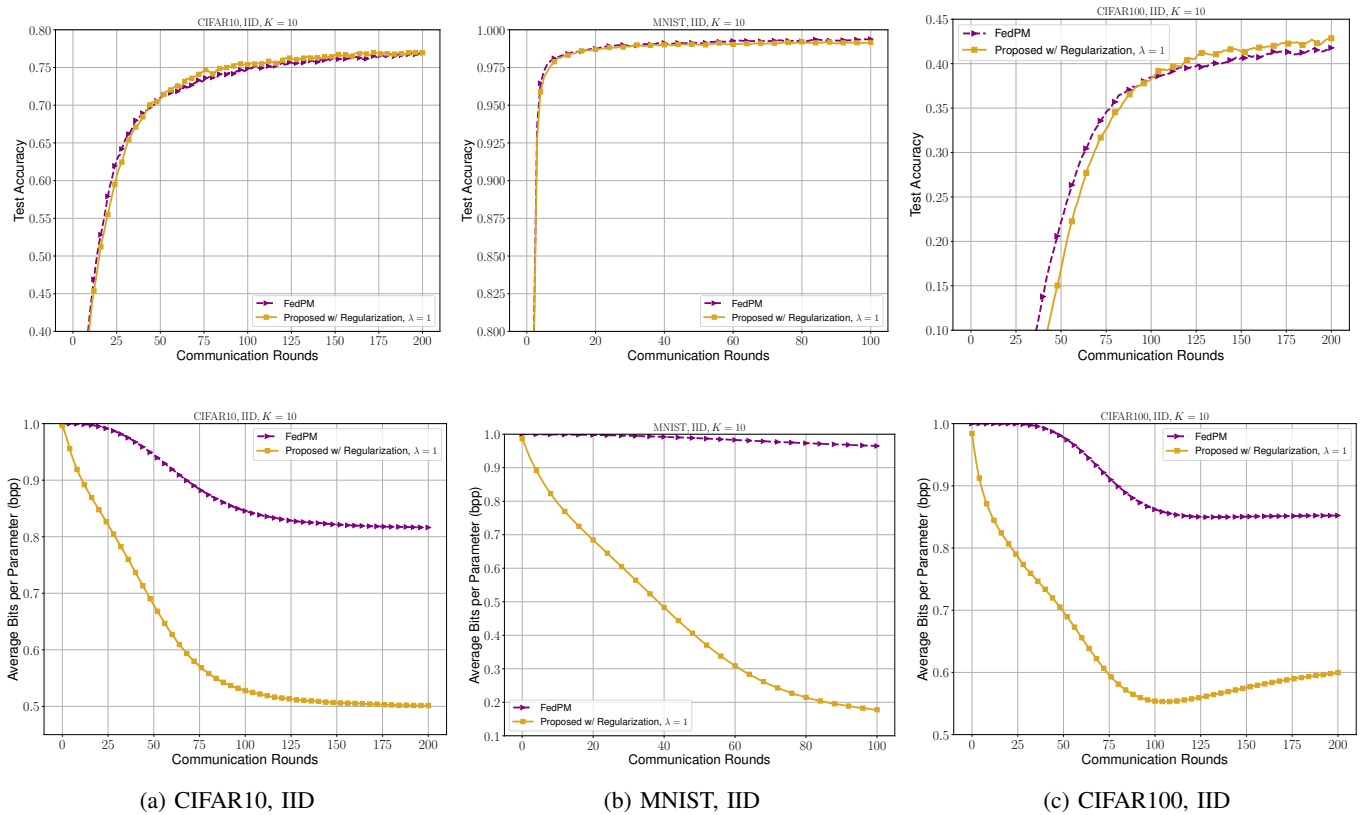 CIFAR10, IID, K = 10
0.80
0.75
0.70
0.65
0.60
0.55
0.50
0.45
0.40
Test Accuracy
FedPM
Proposed w/ Regularization, λ = 1
0 25 50 75 100 125 150 175 200
Communication Rounds
MNIST, IID, K = 10
1.000
0.975
0.950
0.925
0.900
0.875
0.850
0.825
0.800
Test Accuracy
FedPM
Proposed w/ Regularization, λ = 1
0 20 40 60 80 100
Communication Rounds
CIFAR100, IID, K = 10
0.45
0.40
0.35
0.30
0.25
0.20
0.15
0.10
Test Accuracy
FedPM
Proposed w/ Regularization, λ = 1
0 25 50 75 100 125 150 175 200
Communication Rounds
CIFAR10, IID, K = 10
1.0
0.9
0.8
0.7
0.6
0.5
Average Bits per Parameter (bpp)
FedPM
Proposed w/ Regularization, λ = 1
0 25 50 75 100 125 150 175 200
Communication Rounds
MNIST, IID, K = 10
1.0
0.9
0.8
0.7
0.6
0.5
0.4
0.3
0.2
0.1
Average Bits per Parameter (bpp)
FedPM
Proposed w/ Regularization, λ = 1
0 20 40 60 80 100
Communication Rounds
CIFAR100, IID, K = 10
1.0
0.9
0.8
0.7
0.6
0.5
Average Bits per Parameter (bpp)
FedPM
Proposed w/ Regularization, λ = 1
0 25 50 75 100 125 150 175 200
Communication Rounds
(a) CIFAR10, IID
(b) MNIST, IID
(c) CIFAR100, IID